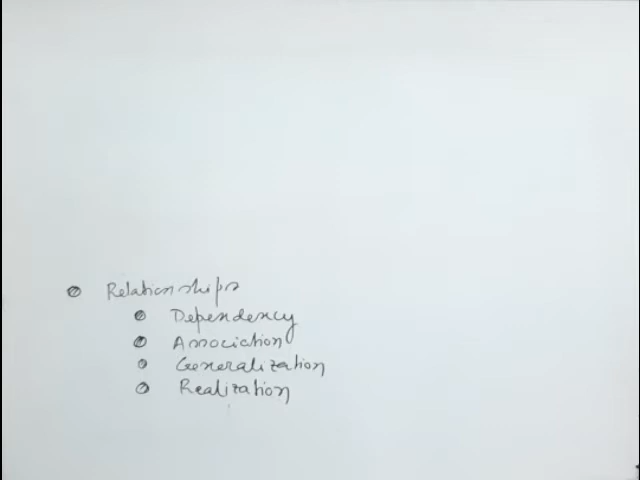 Relationships
Dependency
Association
Generalization
Realization